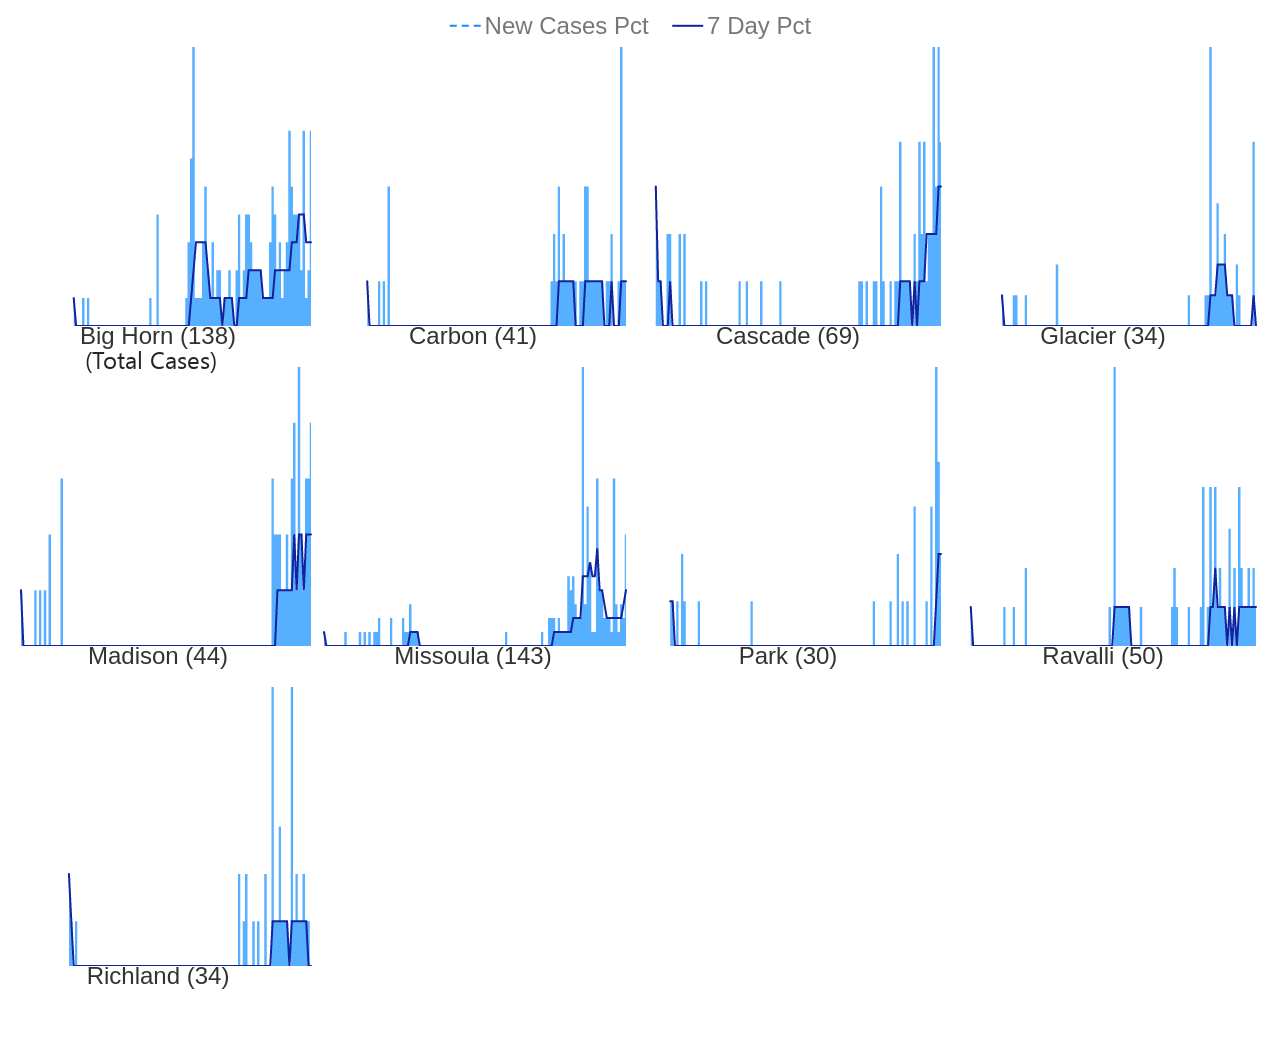 New Cases Pct 7 Day Pct
Big Horn (138) Carbon (41) Cascade (69) Glacier (34)
(Total Cases)
Madison (44) Missoula (143) Park (30) Ravalli (50)
Richland (34)